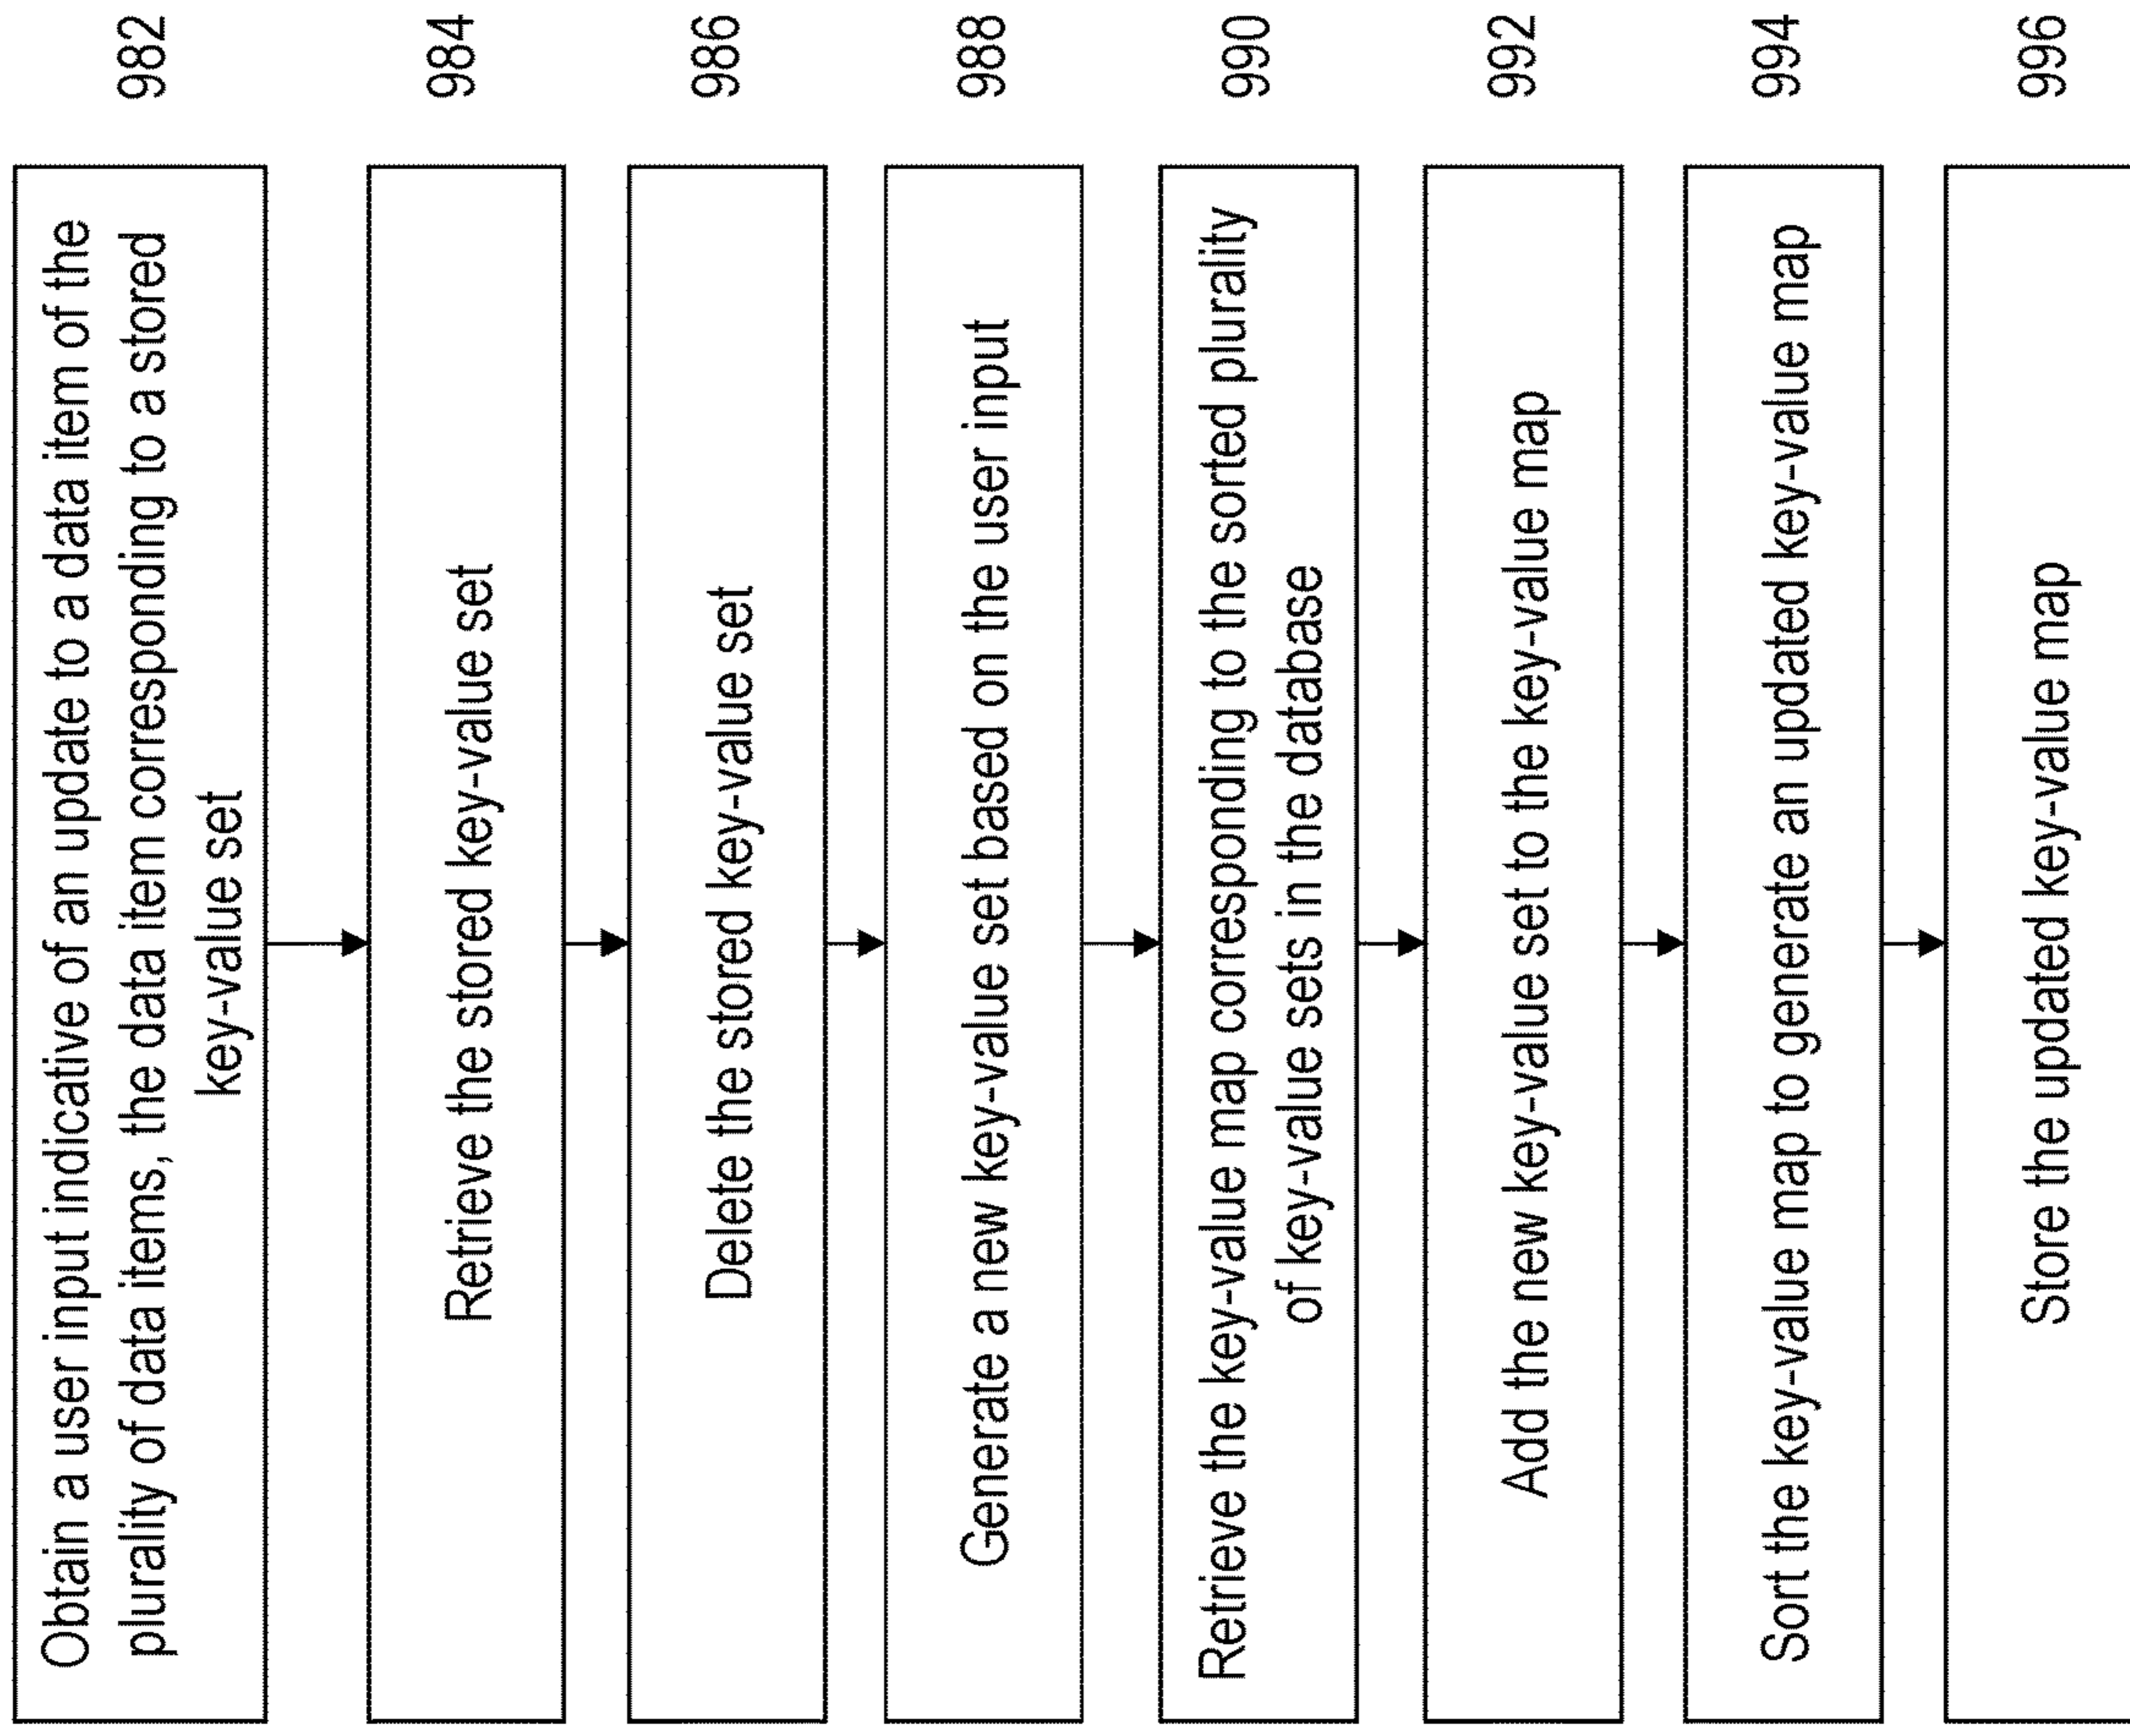 Obtain a user input indicative of an update to a data item of the
plurality of data items, the data item corresponding to a stored
key-value set
982
Retrieve the stored key-value set
984
Delete the stored key-value set
986
Generate a new key-value set based on the user input
988
Retrieve the key-value map corresponding to the sorted plurality
of key-value sets in the database
990
Add the new key-value set to the key-value map
992
Sort the key-value map to generate an updated key-value map
994
Store the updated key-value map
996